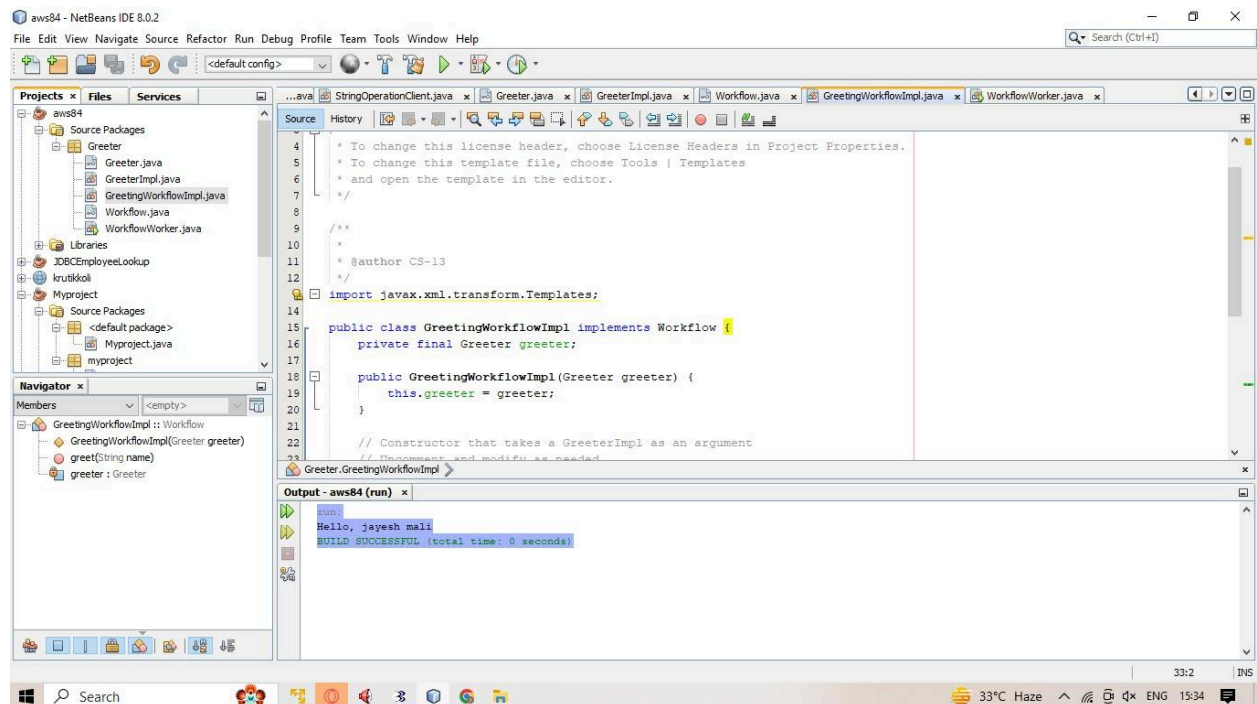 aws84 - NetBeans IDE 8.0.2
File Edit View Navigate Source Refactor Run Debug Profile Team Tools Window Help
Search (Ctrl+I)
<default config>
Projects x Files Services
aws84
Source Packages
Greeter
Greeter.java
GreeterImpl.java
GreetingWorkflowImpl.java
Workflow.java
WorkflowWorker.java
Libraries
JDBCEmployeeLookup
krutikkoli
Myproject
Source Packages
<default package>
Myproject.java
myproject
Navigator x
Members <empty>
GreetingWorkflowImpl :: Workflow
GreetingWorkflowImpl(Greeter greeter)
greet(String name)
greeter : Greeter
...ava StringOperationClient.java x Greeter.java x GreeterImpl.java x Workflow.java x GreetingWorkflowImpl.java x WorkflowWorker.java x
Source History
4 * To change this license header, choose License Headers in Project Properties.
5 * To change this template file, choose Tools | Templates
6 * and open the template in the editor.
7 */
8
9 /**
10 *
11 * @author CS-13
12 */
import javax.xml.transform.Templates;
14
15 public class GreetingWorkflowImpl implements Workflow {
16 private final Greeter greeter;
17
18 public GreetingWorkflowImpl(Greeter greeter) {
19 this.greeter = greeter;
20 }
21
22 // Constructor that takes a GreeterImpl as an argument
23 // Uncomment and modify as needed
Greeter.GreetingWorkflowImpl
Output - aws84 (run) x
run:
Hello, jayesh mali
BUILD SUCCESSFUL (total time: 0 seconds)
33:2 INS
Search
33°C Haze ENG 15:34